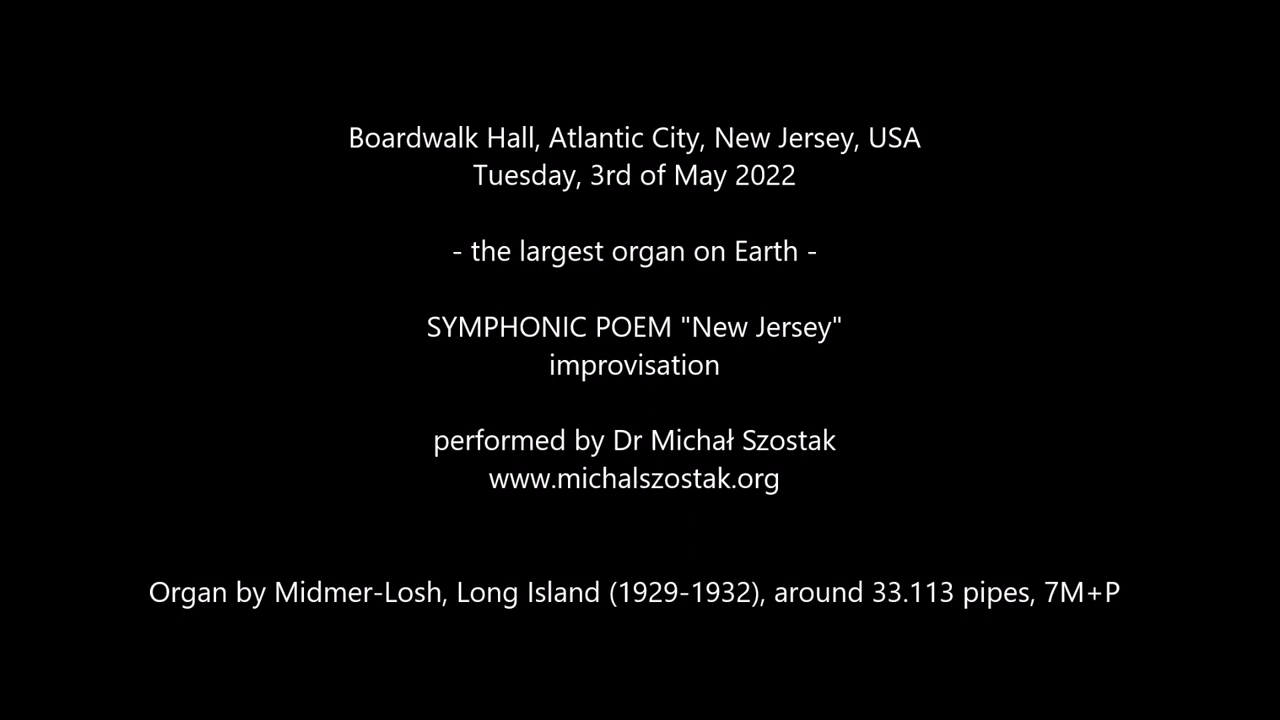 Boardwalk Hall, Atlantic City, New Jersey, USA
Tuesday, 3rd of May 2022
- the largest organ on Earth -
SYMPHONIC POEM "New Jersey"
improvisation
performed by Dr Michał Szostak
www.michalszostak.org
Organ by Midmer-Losh, Long Island (1929-1932), around 33.113 pipes, 7M+P